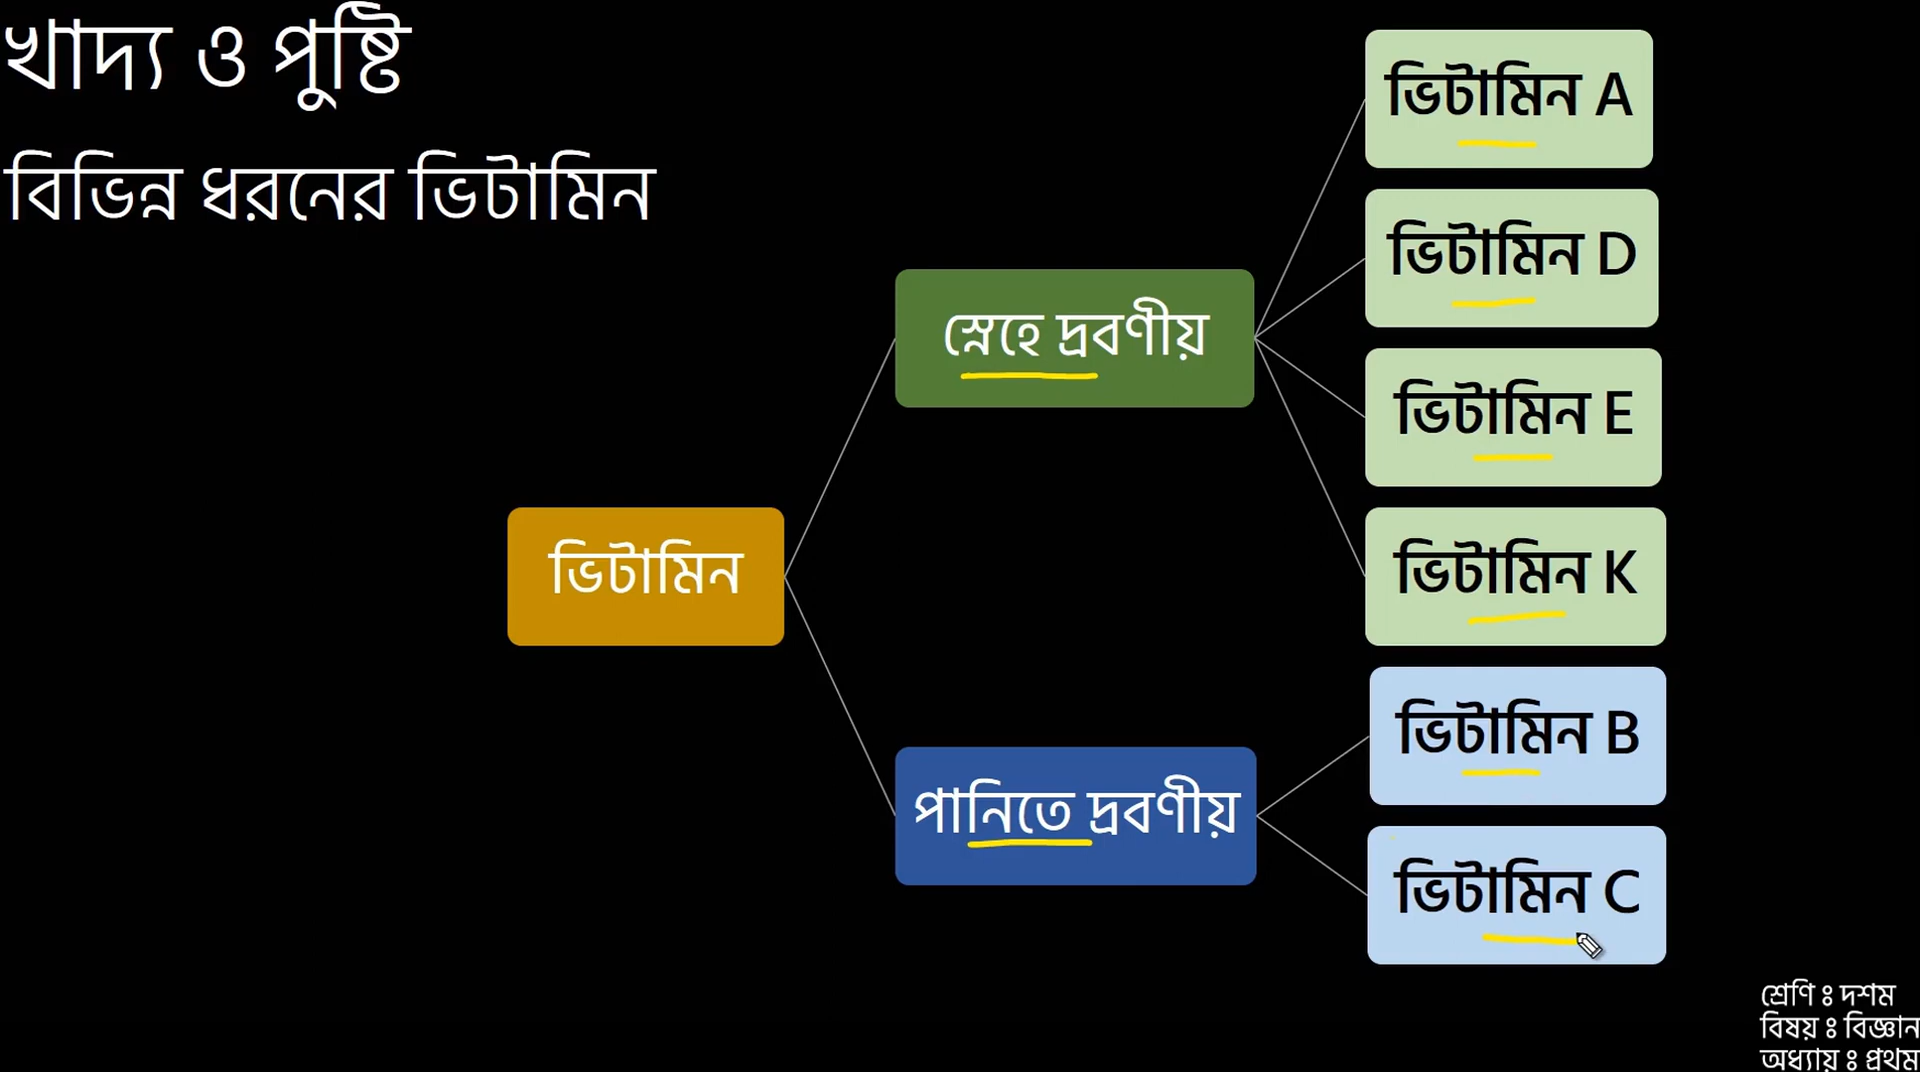 খাদ্য ও পুষ্টি
বিভিন্ন ধরনের ভিটামিন
ভিটামিন
স্নেহে দ্রবণীয়
পানিতে দ্রবণীয়
ভিটামিন A
ভিটামিন D
ভিটামিন E
ভিটামিন K
ভিটামিন B
ভিটামিন C
শ্রেণি ঃ দশম
বিষয় ঃ বিজ্ঞান
অধ্যায় ঃ প্রথম